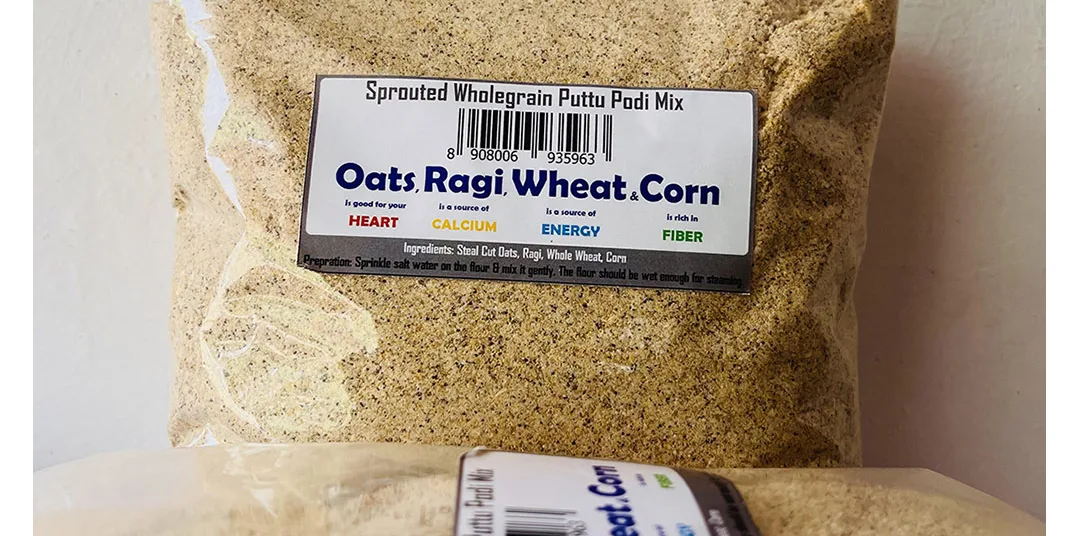 Sprouted Wholegrain Puttu Podi Mix
8 908006 935963
Oats, Ragi, Wheat & Corn
is good for your is a source of is a source of is rich in
HEART CALCIUM ENERGY FIBER
Ingredients: Steal Cut Oats, Ragi, Whole Wheat, Corn
Prepration: Sprinkle salt water on the flour & mix it gently. The flour should be wet enough for steaming
Puttu Podi Mix
963
eat & Corn
FIBER